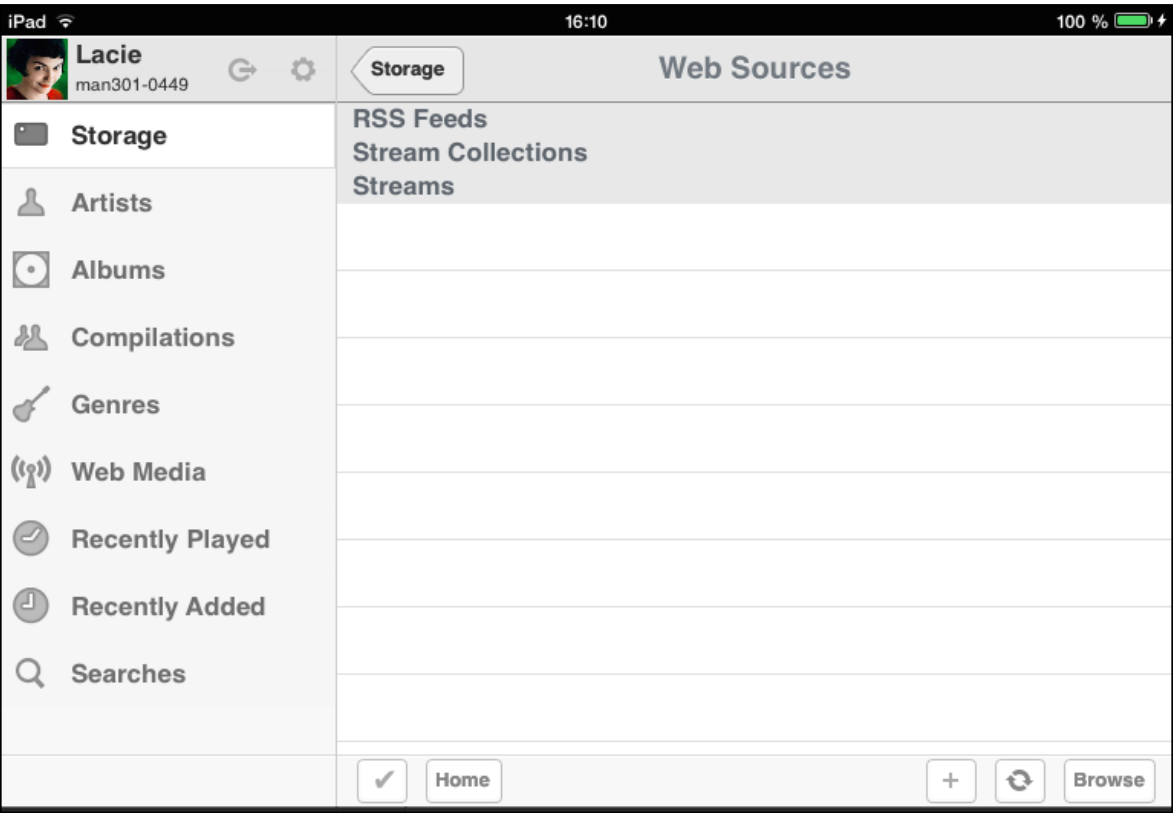 iPad 16:10 100 %
Lacie
man301-0449
Storage
Artists
Albums
Compilations
Genres
Web Media
Recently Played
Recently Added
Searches
Storage Web Sources
RSS Feeds
Stream Collections
Streams
Home Browse